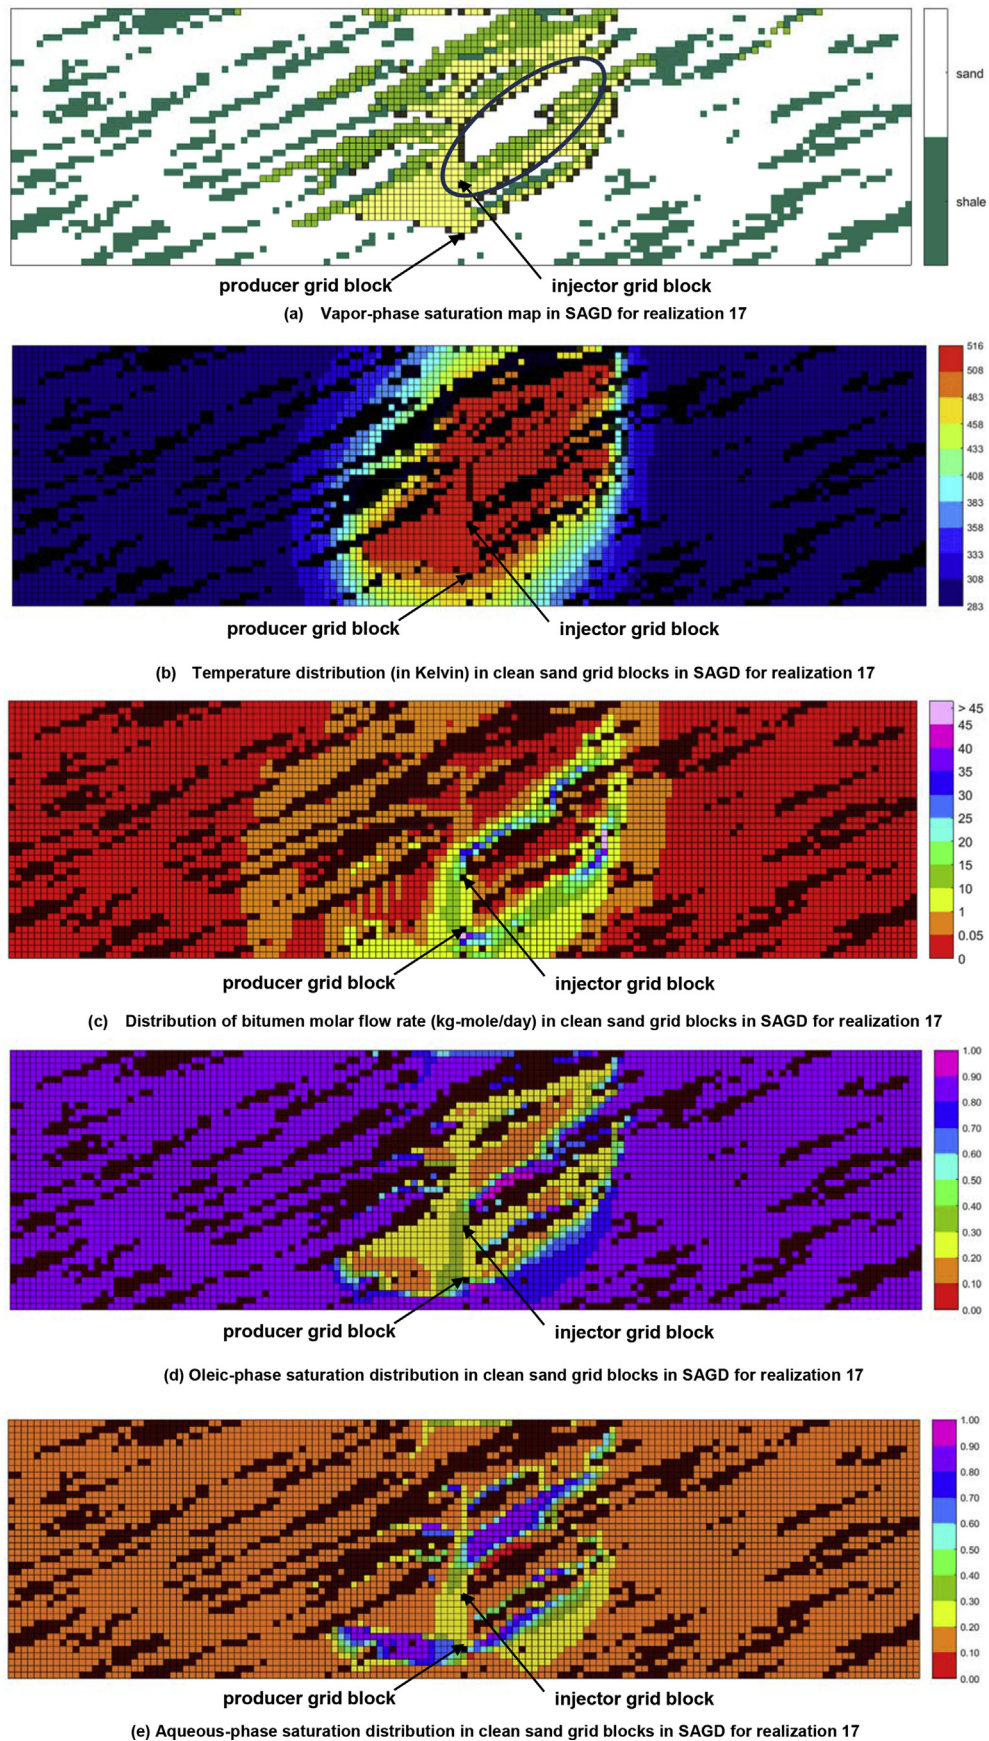 sand
shale
producer grid block
injector grid block
(a) Vapor-phase saturation map in SAGD for realization 17
516
508
483
458
433
408
383
358
333
308
283
producer grid block
injector grid block
(b) Temperature distribution (in Kelvin) in clean sand grid blocks in SAGD for realization 17
> 45
45
40
35
30
25
20
15
10
1
0.05
0
producer grid block
injector grid block
(c) Distribution of bitumen molar flow rate (kg-mole/day) in clean sand grid blocks in SAGD for realization 17
1.00
0.90
0.80
0.70
0.60
0.50
0.40
0.30
0.20
0.10
0.00
producer grid block
injector grid block
(d) Oleic-phase saturation distribution in clean sand grid blocks in SAGD for realization 17
1.00
0.90
0.80
0.70
0.60
0.50
0.40
0.30
0.20
0.10
0.00
producer grid block
injector grid block
(e) Aqueous-phase saturation distribution in clean sand grid blocks in SAGD for realization 17